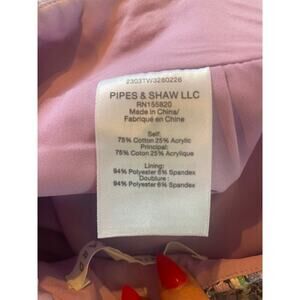 2303TW3280226
PIPES & SHAW LLC
RN155820
Made in China/
Fabriqué en Chine
Self:
75% Cotton 25% Acrylic
Principal:
75% Coton 25% Acrylique
Lining:
94% Polyester 6% Spandex
Doublure :
94% Polyester 6% Spandex